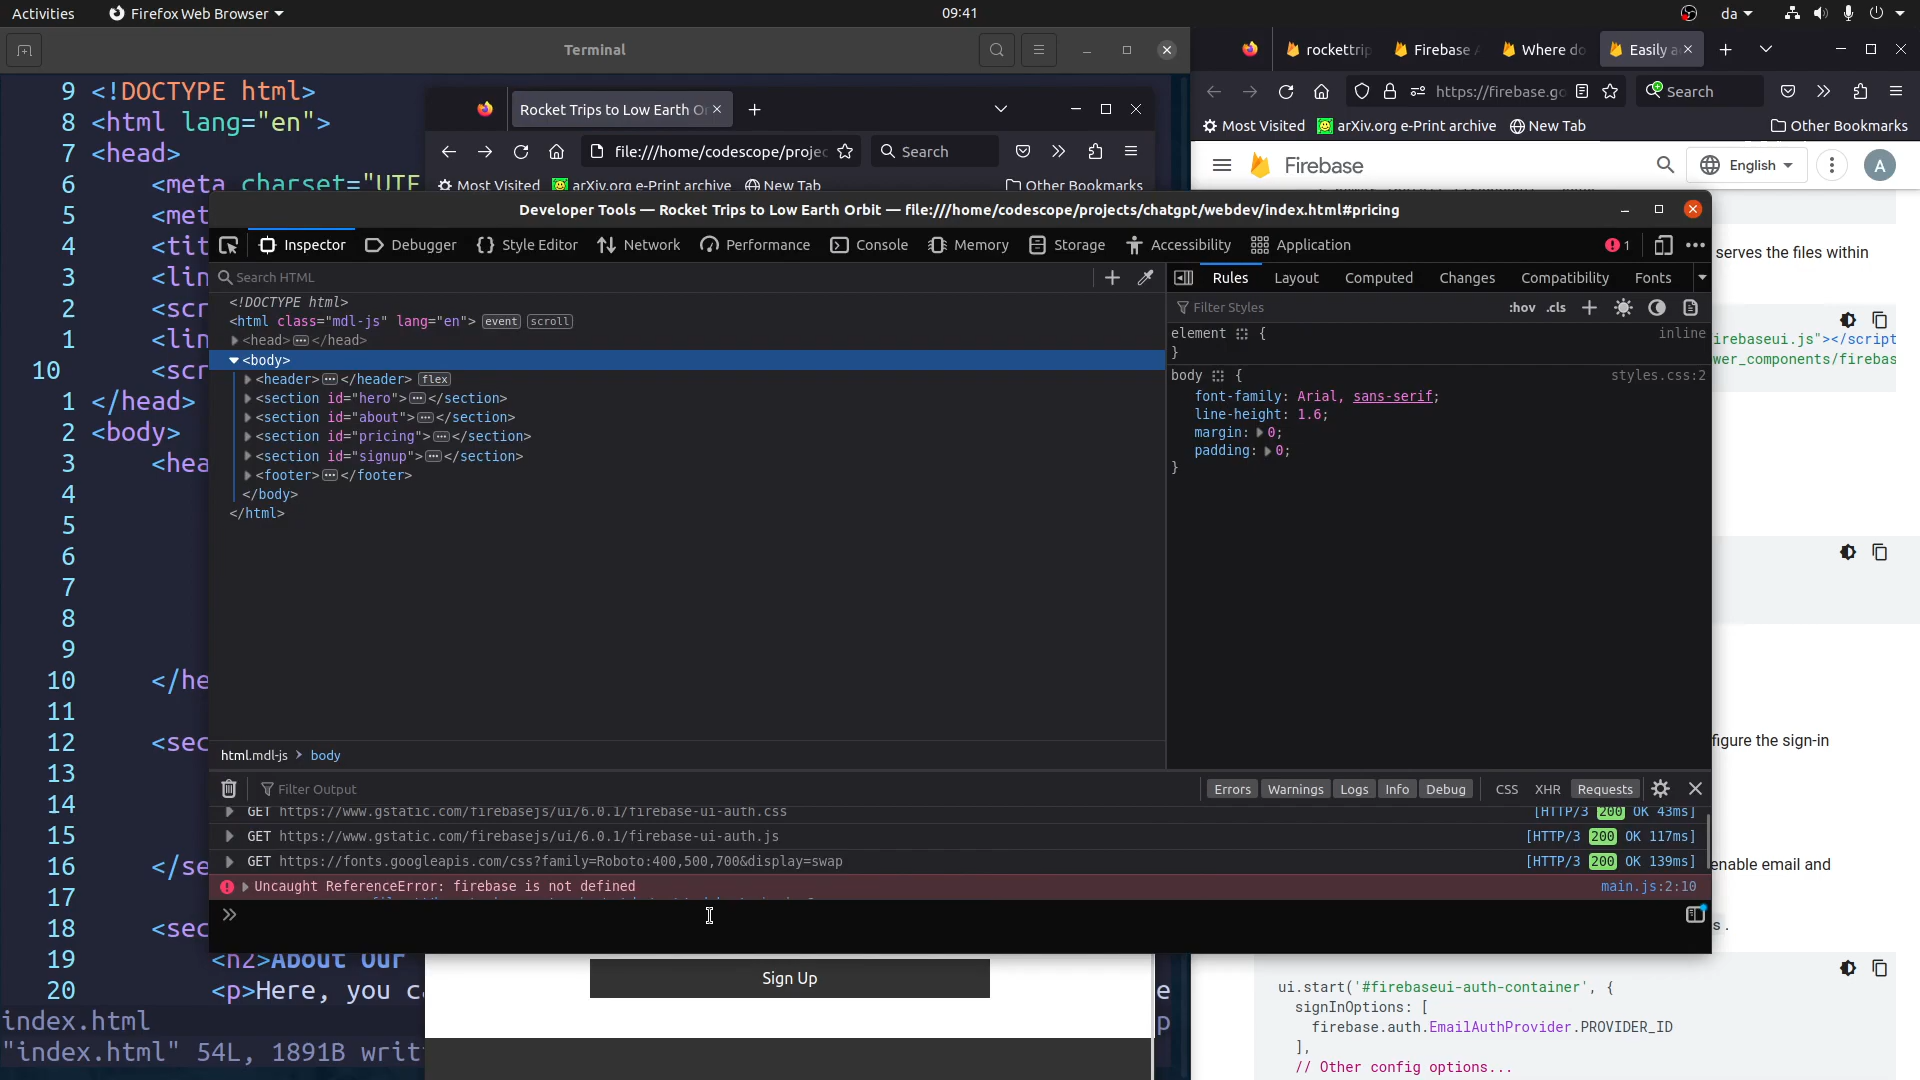 Activities
Firefox Web Browser
09:41
da
Terminal
9 <!DOCTYPE html>
8 <html lang="en">
7 <head>
6 <meta charset="UTF
5 <met
4 <tit
3 <lin
2 <scr
1 <lin
10 <scr
1 </head>
2 <body>
3 <hea
4
5
6
7
8
9
10 </he
11
12 <sec
13
14
15
16 </se
17
18 <sec
19 <h2>About Our
20 <p>Here, you c
e
index.html
p
"index.html" 54L, 1891B writ
Rocket Trips to Low Earth O
file:///home/codescope/projec
Search
Most Visited
arXiv.org e-Print archive
New Tab
Other Bookmarks
rockettrip
Firebase A
Where do
Easily a
https://firebase.go
Search
Most Visited
arXiv.org e-Print archive
New Tab
Other Bookmarks
Firebase
English
A
serves the files within
irebaseui.js"></script
wer_components/firebas
figure the sign-in
enable email and
s .
ui.start('#firebaseui-auth-container', {
signInOptions: [
firebase.auth.EmailAuthProvider.PROVIDER_ID
],
// Other config options...
Developer Tools — Rocket Trips to Low Earth Orbit — file:///home/codescope/projects/chatgpt/webdev/index.html#pricing
Inspector
Debugger
Style Editor
Network
Performance
Console
Memory
Storage
Accessibility
Application
1
Search HTML
<!DOCTYPE html>
<html class="mdl-js" lang="en"> event scroll
<head> </head>
<body>
<header> </header> flex
<section id="hero"> </section>
<section id="about"> </section>
<section id="pricing"> </section>
<section id="signup"> </section>
<footer> </footer>
</body>
</html>
html.mdl-js > body
Rules
Layout
Computed
Changes
Compatibility
Fonts
Filter Styles
:hov .cls
element {
inline
}
body {
styles.css:2
font-family: Arial, sans-serif;
line-height: 1.6;
margin: 0;
padding: 0;
}
Filter Output
Errors
Warnings
Logs
Info
Debug
CSS
XHR
Requests
GET https://www.gstatic.com/firebasejs/ui/6.0.1/firebase-ui-auth.css
[HTTP/3 200 OK 43ms]
GET https://www.gstatic.com/firebasejs/ui/6.0.1/firebase-ui-auth.js
[HTTP/3 200 OK 117ms]
GET https://fonts.googleapis.com/css?family=Roboto:400,500,700&display=swap
[HTTP/3 200 OK 139ms]
Uncaught ReferenceError: firebase is not defined
main.js:2:10
Sign Up